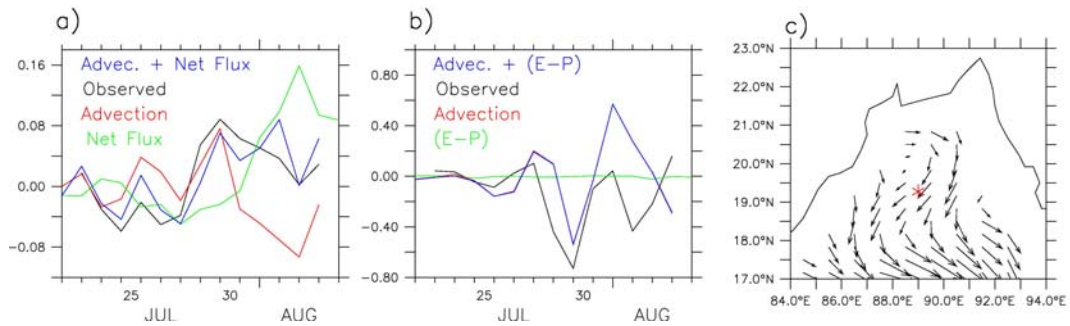 a)
0.16
0.08
0.00
−0.08
Advec. + Net Flux
Observed
Advection
Net Flux
25
30
JUL
AUG
b)
0.80
0.40
0.00
−0.40
−0.80
Advec. + (E−P)
Observed
Advection
(E−P)
25
30
JUL
AUG
c)
23.0°N
22.0°N
21.0°N
20.0°N
19.0°N
18.0°N
17.0°N
84.0°E
86.0°E
88.0°E
90.0°E
92.0°E
94.0°E